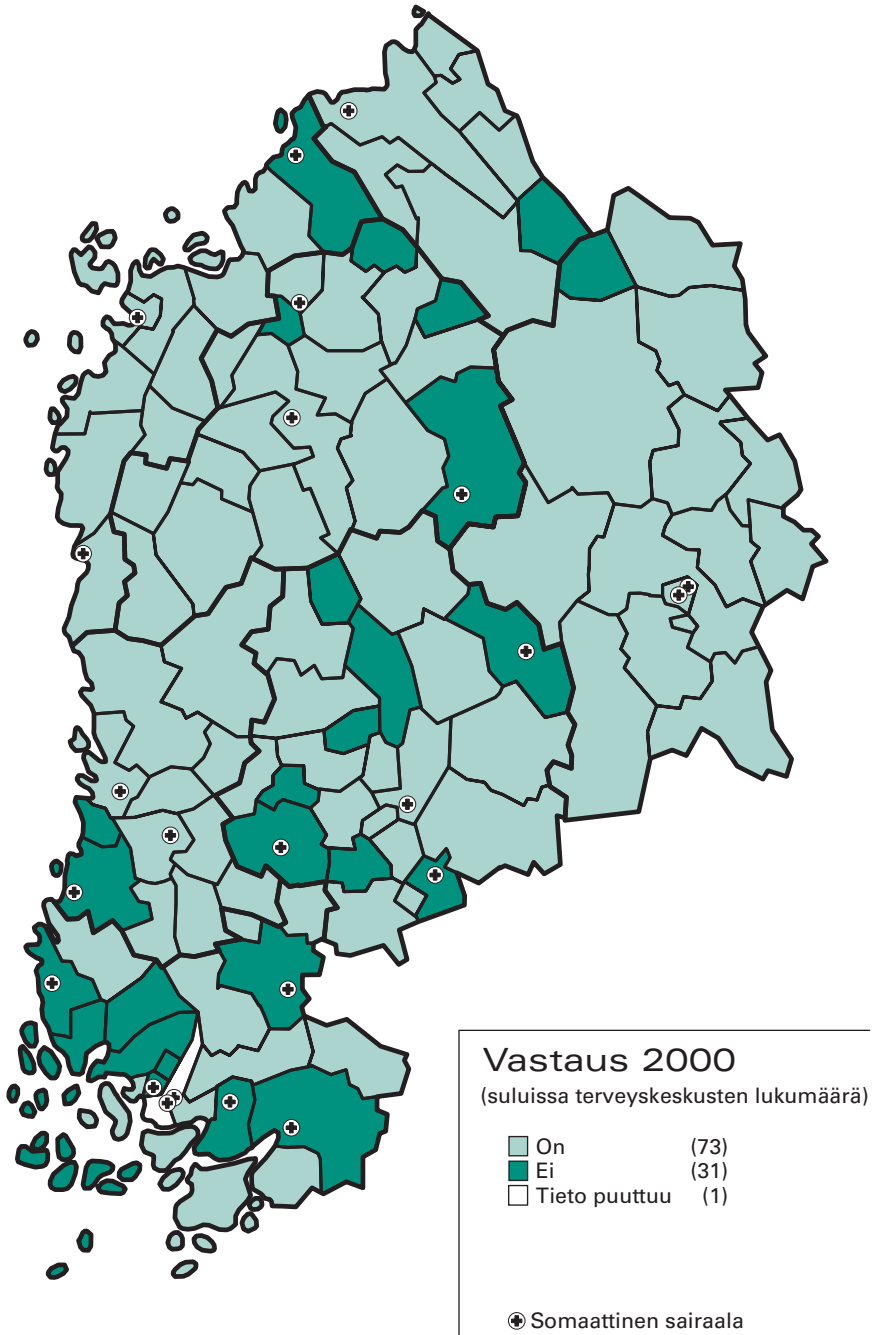 Vastaus 2000
(suluissa terveyskeskusten lukumäärä)
On (73)
Ei (31)
Tieto puuttuu (1)
Somaattinen sairaala